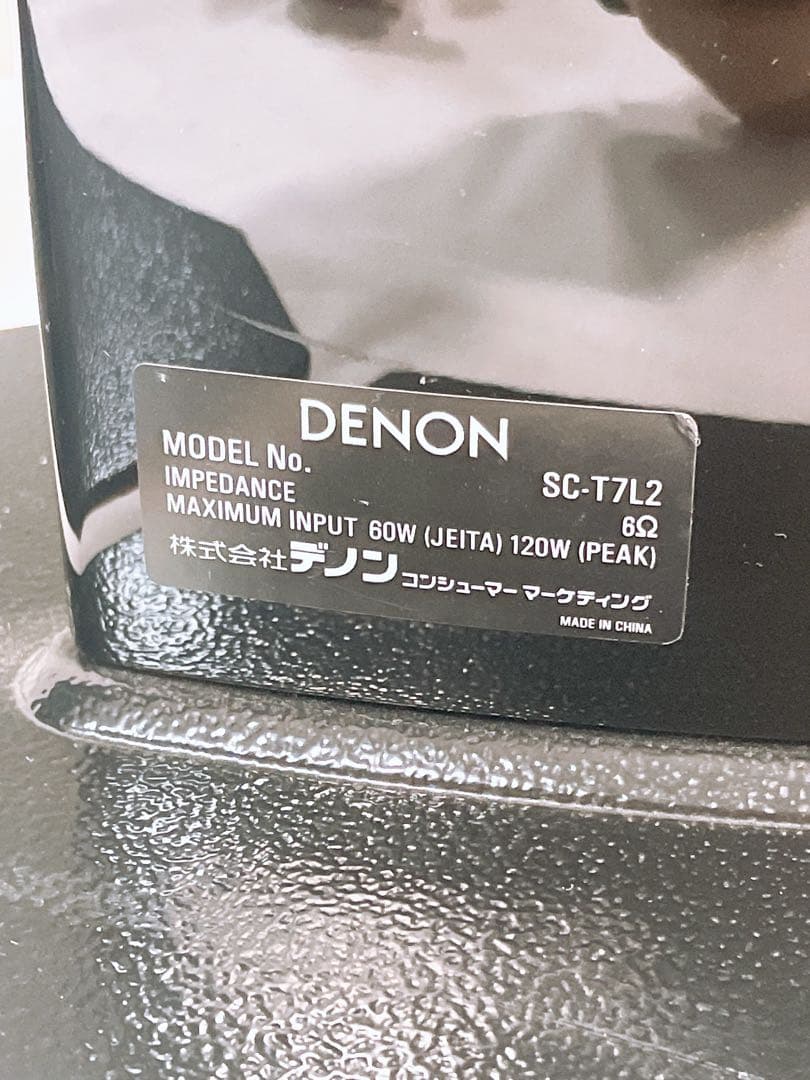 DENON
MODEL No. SC-T7L2
IMPEDANCE 6Ω
MAXIMUM INPUT 60W (JEITA) 120W (PEAK)
株式会社デノン コンシューマー マーケティング
MADE IN CHINA